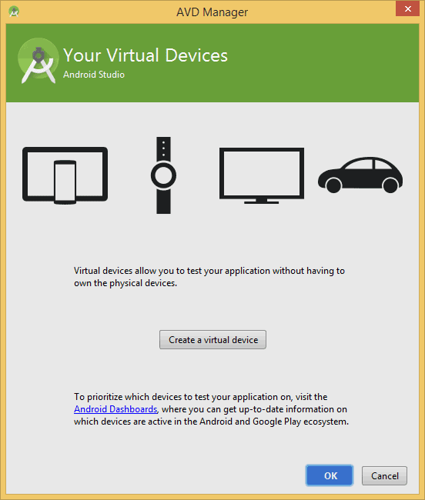 AVD Manager
Your Virtual Devices
Android Studio
Virtual devices allow you to test your application without having to
own the physical devices.
Create a virtual device
To prioritize which devices to test your application on, visit the
Android Dashboards, where you can get up-to-date information on
which devices are active in the Android and Google Play ecosystem.
OK
Cancel